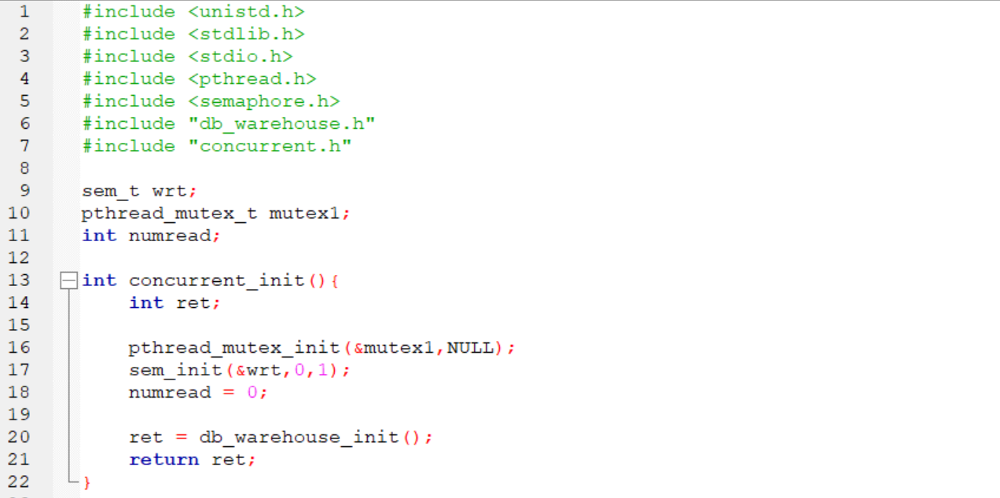 1 #include <unistd.h>
2 #include <stdlib.h>
3 #include <stdio.h>
4 #include <pthread.h>
5 #include <semaphore.h>
6 #include "db_warehouse.h"
7 #include "concurrent.h"
8
9 sem_t wrt;
10 pthread_mutex_t mutex1;
11 int numread;
12
13 int concurrent_init(){
14 int ret;
15
16 pthread_mutex_init(&mutex1,NULL);
17 sem_init(&wrt,0,1);
18 numread = 0;
19
20 ret = db_warehouse_init();
21 return ret;
22 }